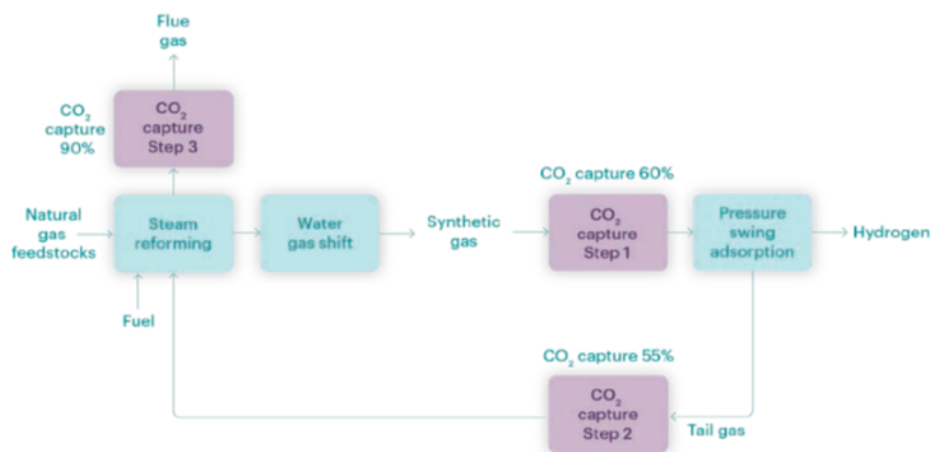 Flue
gas
CO₂
capture
90%
CO₂
capture
Step 3
CO₂ capture 60%
Natural
gas
feedstocks
Steam
reforming
Water
gas shift
Synthetic
gas
CO₂
capture
Step 1
Pressure
swing
adsorption
Hydrogen
Fuel
CO₂ capture 55%
CO₂
capture
Step 2
Tail gas